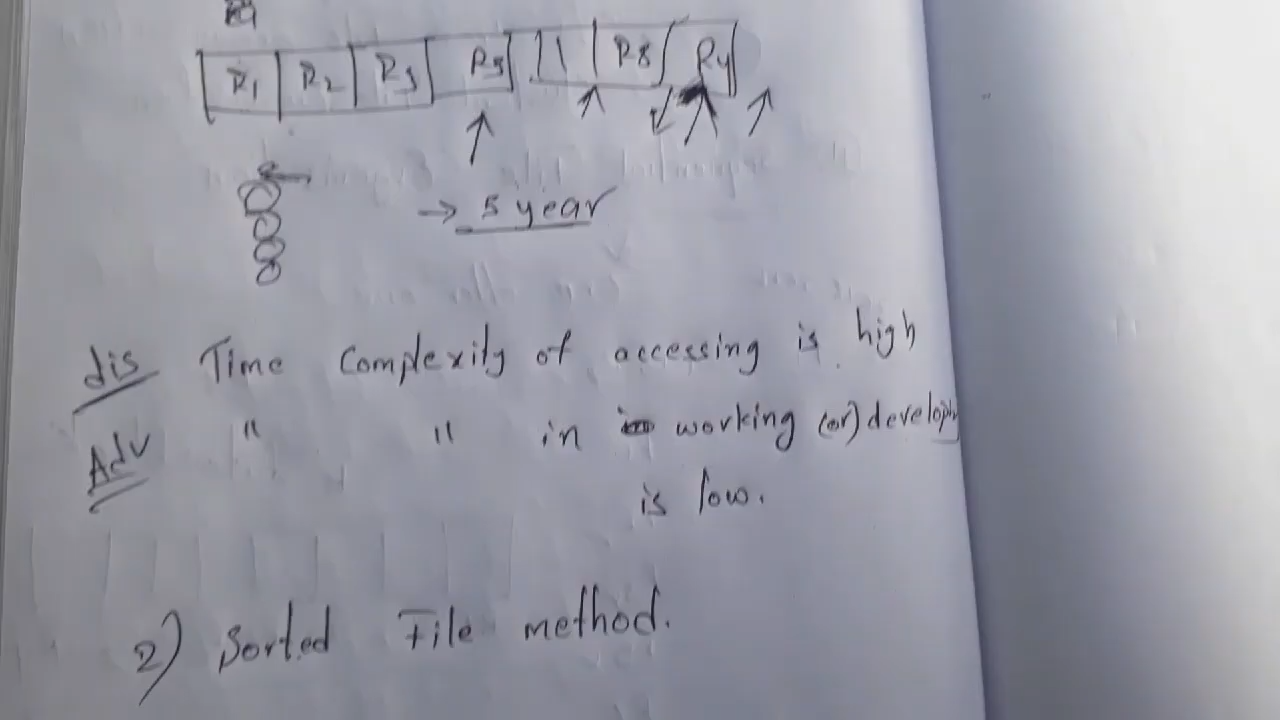 R1 R2 R3 R5 R8 R4
→ 5 year
dis Time Complexity of accessing is high
Adv " " in working (or) develop
is low.
2) Sorted File method.